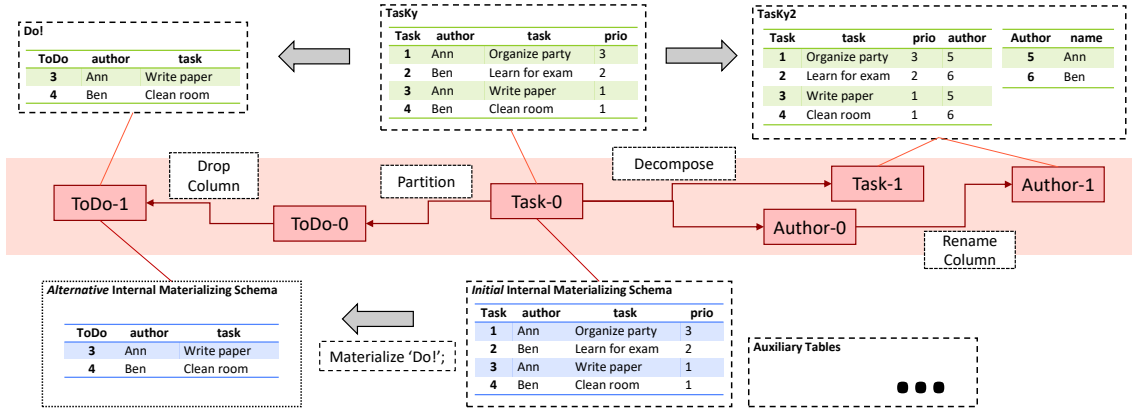 Do!
ToDo author task
3 Ann Write paper
4 Ben Clean room
TasKy
Task author task prio
1 Ann Organize party 3
2 Ben Learn for exam 2
3 Ann Write paper 1
4 Ben Clean room 1
TasKy2
Task task prio author
1 Organize party 3 5
2 Learn for exam 2 6
3 Write paper 1 5
4 Clean room 1 6
Author name
5 Ann
6 Ben
Drop
Column
Partition
Decompose
ToDo-1
ToDo-0
Task-0
Task-1
Author-0
Author-1
Rename
Column
Alternative Internal Materializing Schema
ToDo author task
3 Ann Write paper
4 Ben Clean room
Materialize ‘Do!’;
Initial Internal Materializing Schema
Task author task prio
1 Ann Organize party 3
2 Ben Learn for exam 2
3 Ann Write paper 1
4 Ben Clean room 1
Auxiliary Tables
...